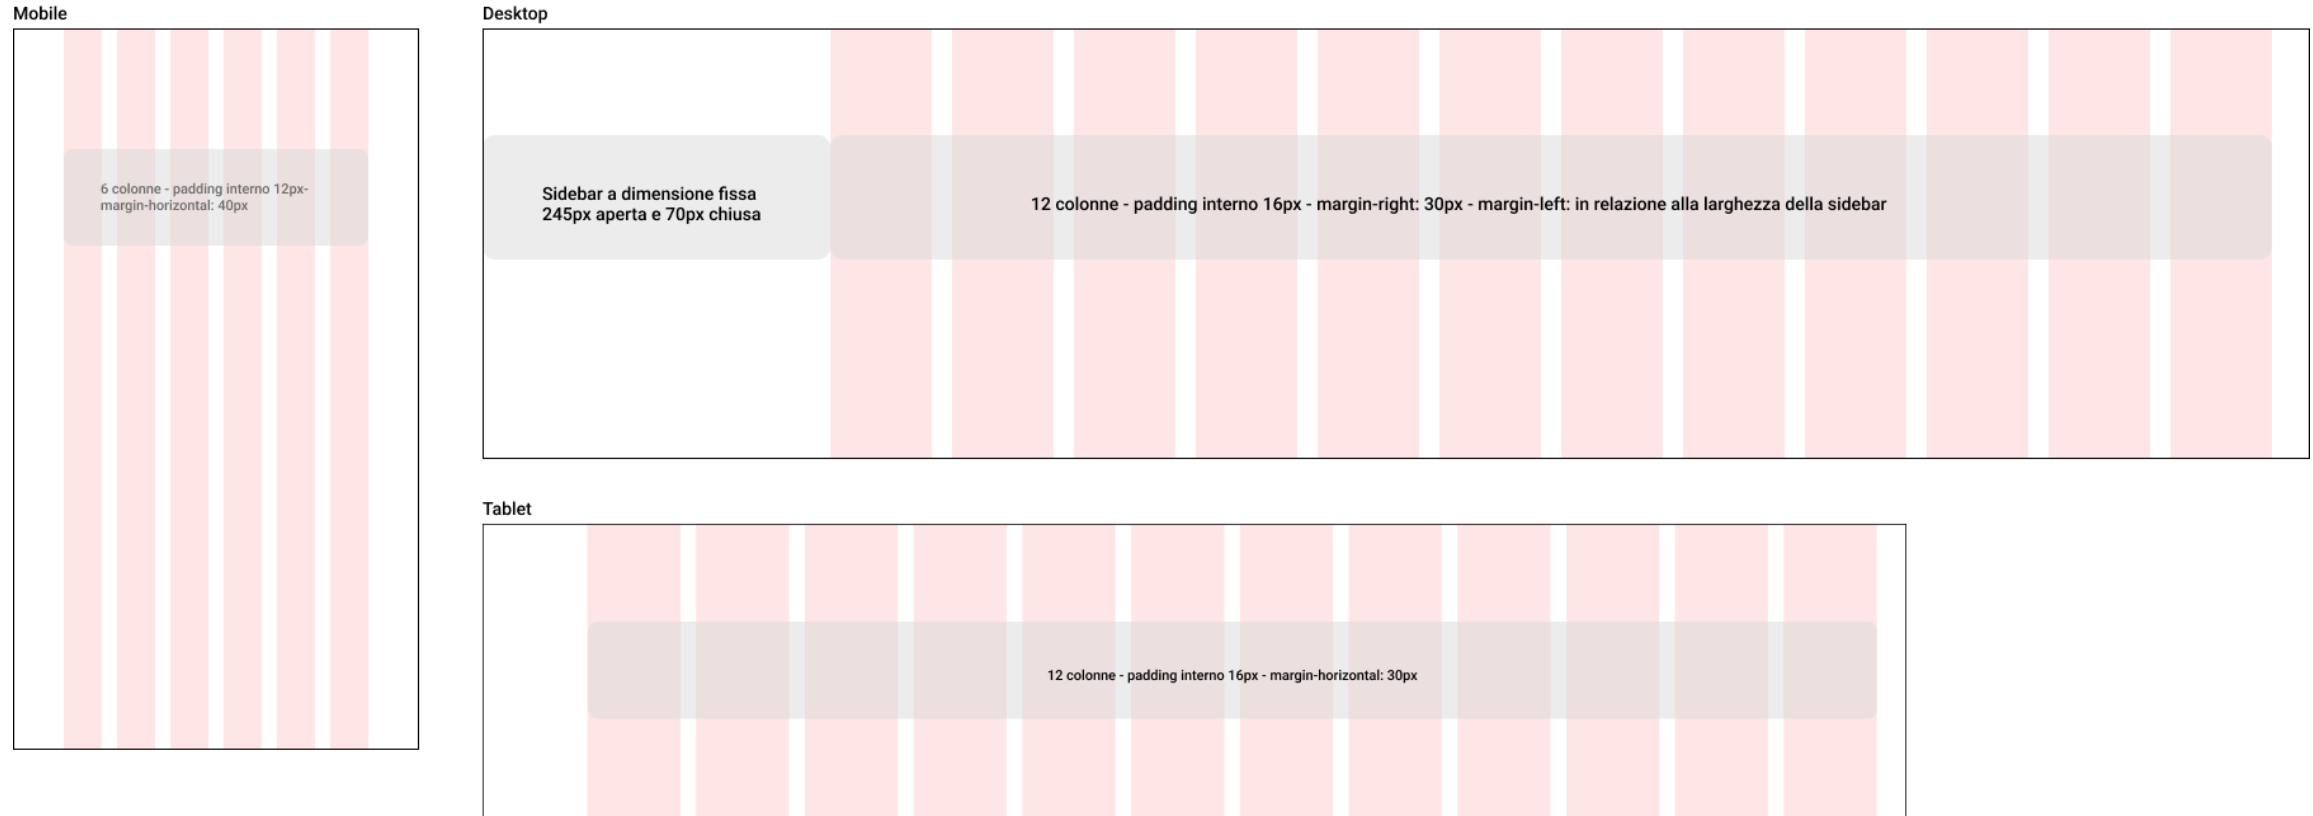 Mobile
6 colonne - padding interno 12px-
margin-horizontal: 40px
Desktop
Sidebar a dimensione fissa
245px aperta e 70px chiusa
12 colonne - padding interno 16px - margin-right: 30px - margin-left: in relazione alla larghezza della sidebar
Tablet
12 colonne - padding interno 16px - margin-horizontal: 30px